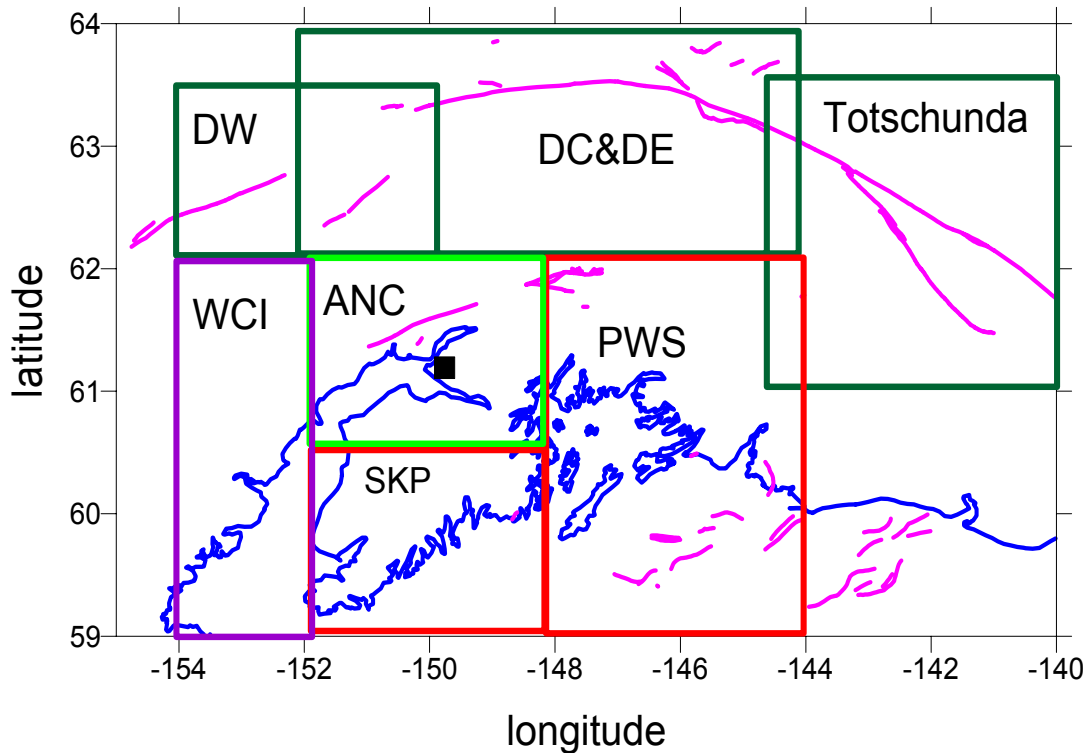 64
63
62
61
60
59
latitude
DW
DC&DE
Totschunda
WCI
ANC
PWS
SKP
-154
-152
-150
-148
-146
-144
-142
-140
longitude